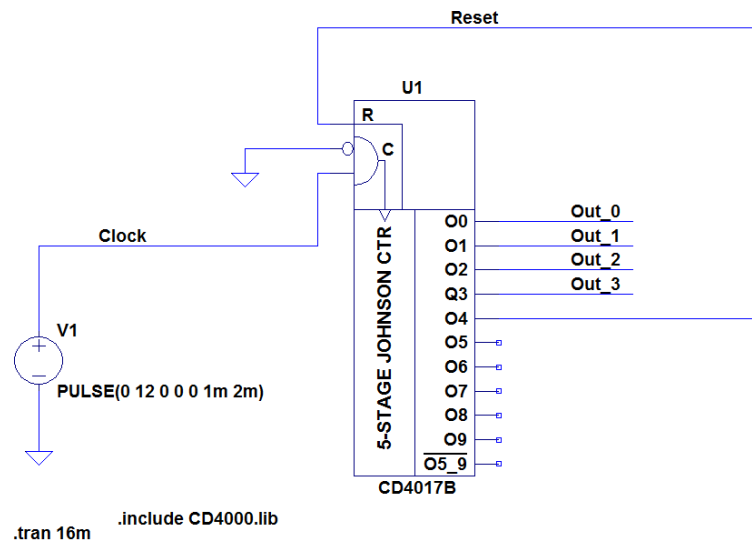 Reset
U1
R
C
Clock
O0 Out_0
O1 Out_1
O2 Out_2
Q3 Out_3
O4
O5
O6
O7
O8
O9
O5_9
5-STAGE JOHNSON CTR
V1
PULSE(0 12 0 0 0 1m 2m)
CD4017B
.include CD4000.lib
.tran 16m